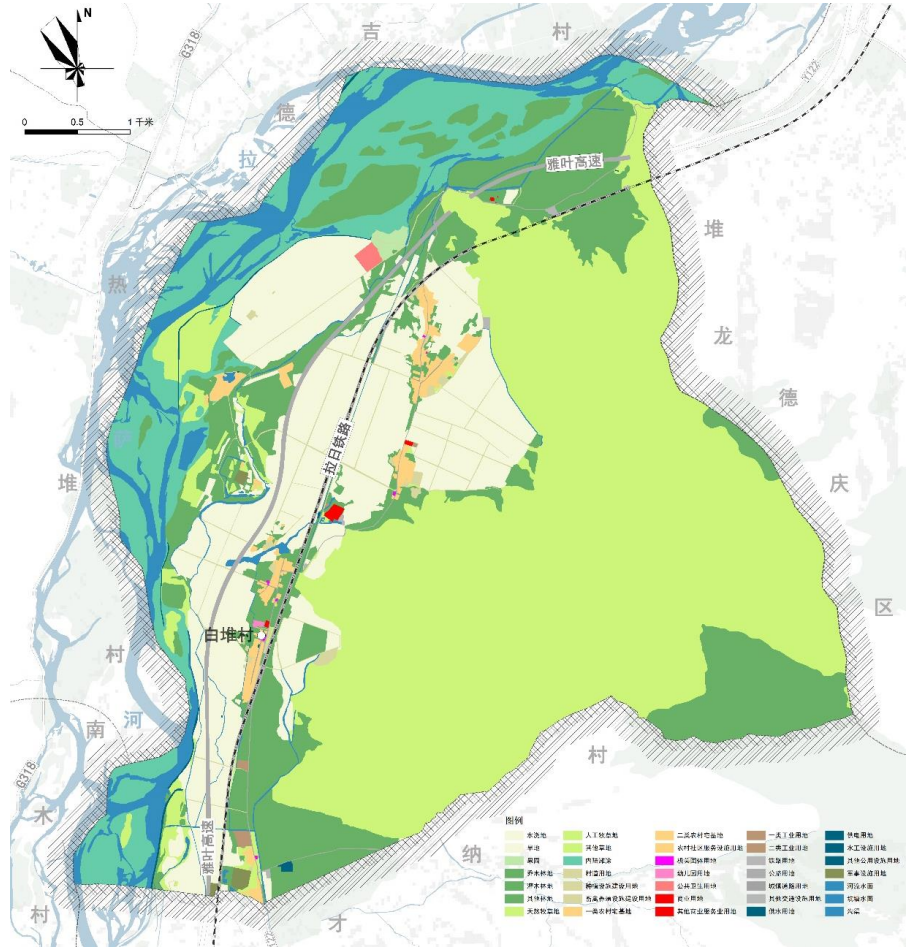 N
G318
吉
村
X122
德
0 0.5 1 千米
拉
雅叶高速
堆
热
龙
德
拉日铁路
萨
堆
庆
区
白堆村
村
南
河
村
G318
木
雅叶高速
纳
村
才
122
图例
水浇地
旱地
果园
乔木林地
灌木林地
其他林地
天然牧草地
人工牧草地
其他草地
内陆滩涂
村道用地
种植设施建设用地
畜禽养殖设施建设用地
一类农村宅基地
二类农村宅基地
农村社区服务设施用地
机关团体用地
幼儿园用地
公共卫生用地
商业用地
其他商业服务业用地
一类工业用地
二类工业用地
铁路用地
公路用地
城镇道路用地
其他交通设施用地
供水用地
供电用地
水工设施用地
其他公用设施用地
军事设施用地
河流水面
坑塘水面
沟渠